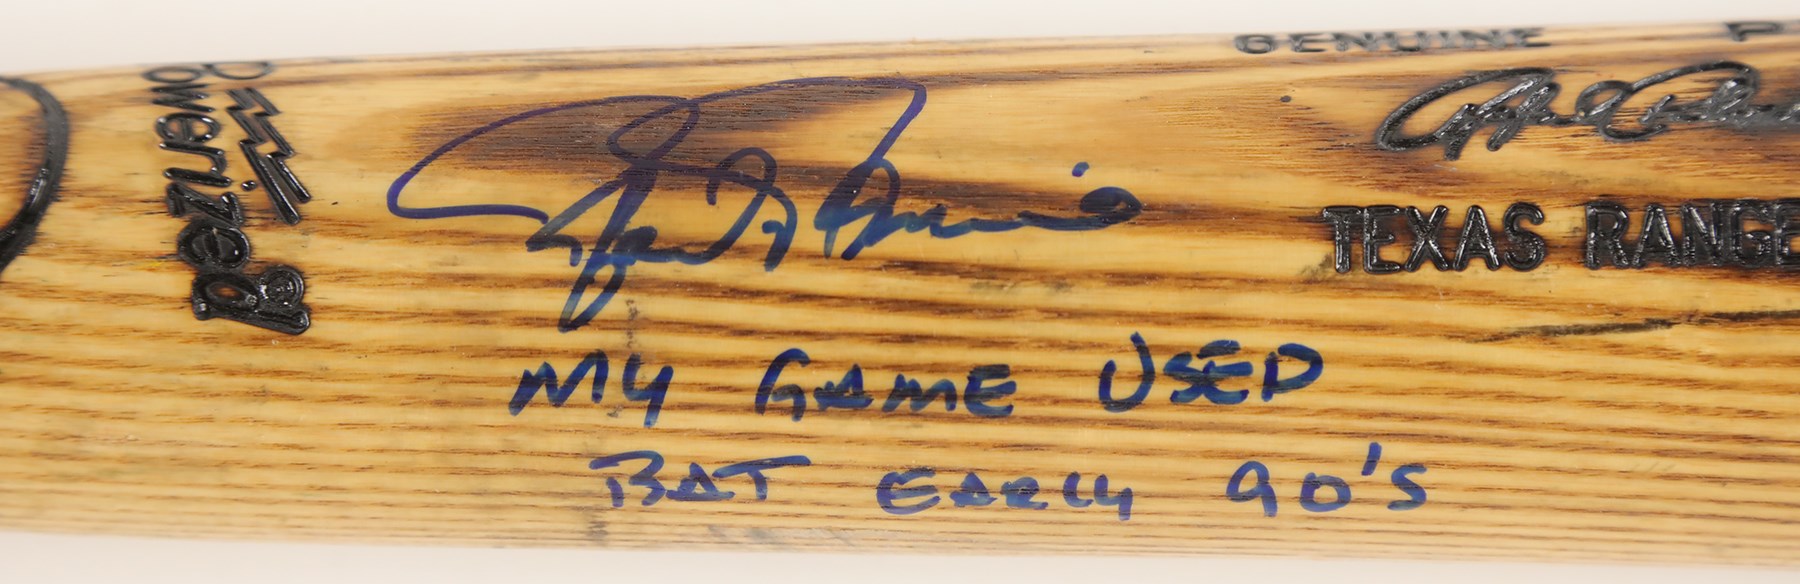 Powerized
GENUINE P
TEXAS RANGE
MY GAME USED
BAT EARLY 90'S